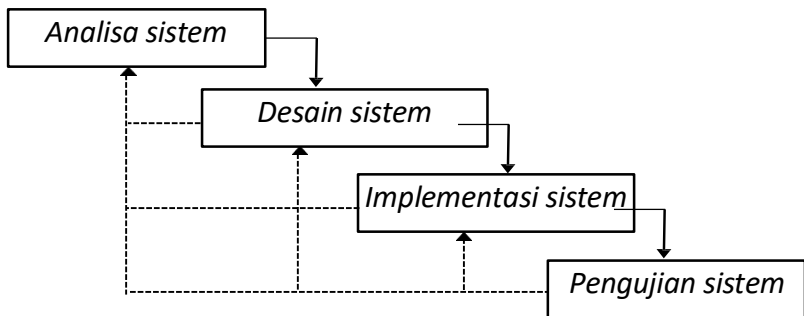 Analisa sistem
Desain sistem
Implementasi sistem
Pengujian sistem